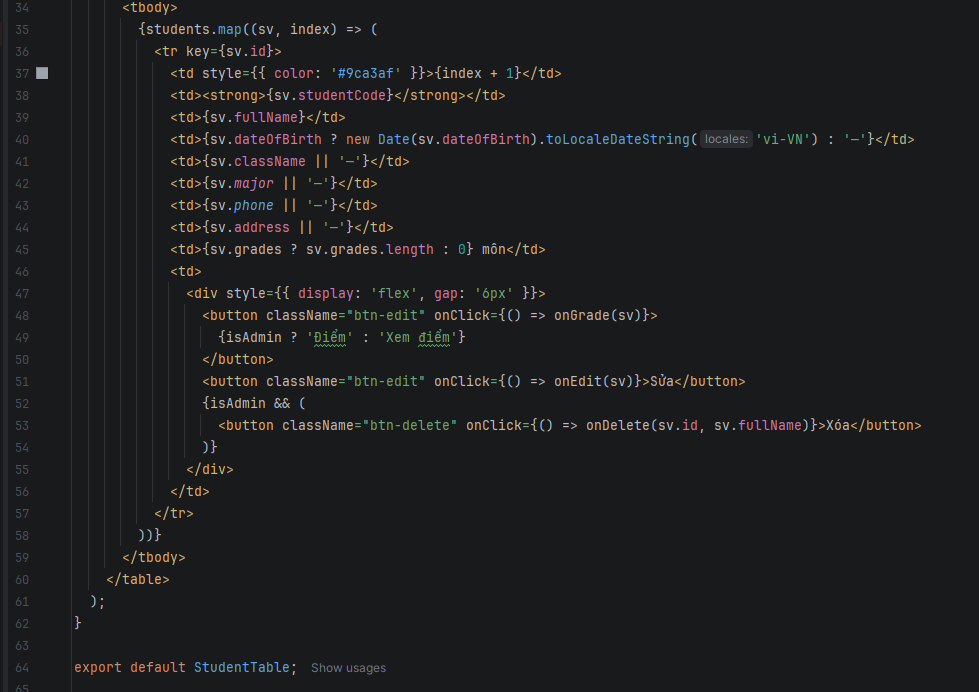 34 <tbody>
35 {students.map((sv, index) => (
36 <tr key={sv.id}>
37 <td style={{ color: '#9ca3af' }}>{index + 1}</td>
38 <td><strong>{sv.studentCode}</strong></td>
39 <td>{sv.fullName}</td>
40 <td>{sv.dateOfBirth ? new Date(sv.dateOfBirth).toLocaleDateString( locales: 'vi-VN') : '—'}</td>
41 <td>{sv.className || '—'}</td>
42 <td>{sv.major || '—'}</td>
43 <td>{sv.phone || '—'}</td>
44 <td>{sv.address || '—'}</td>
45 <td>{sv.grades ? sv.grades.length : 0} môn</td>
46 <td>
47 <div style={{ display: 'flex', gap: '6px' }}>
48 <button className="btn-edit" onClick={() => onGrade(sv)}>
49 {isAdmin ? 'Điểm' : 'Xem điểm'}
50 </button>
51 <button className="btn-edit" onClick={() => onEdit(sv)}>Sửa</button>
52 {isAdmin && (
53 <button className="btn-delete" onClick={() => onDelete(sv.id, sv.fullName)}>Xóa</button>
54 )}
55 </div>
56 </td>
57 </tr>
58 ))}
59 </tbody>
60 </table>
61 );
62 }
63
64 export default StudentTable; Show usages
65